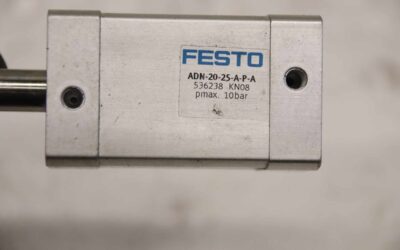 FESTO
ADN-20-25-A-P-A
536238 KN08
pmax. 10bar